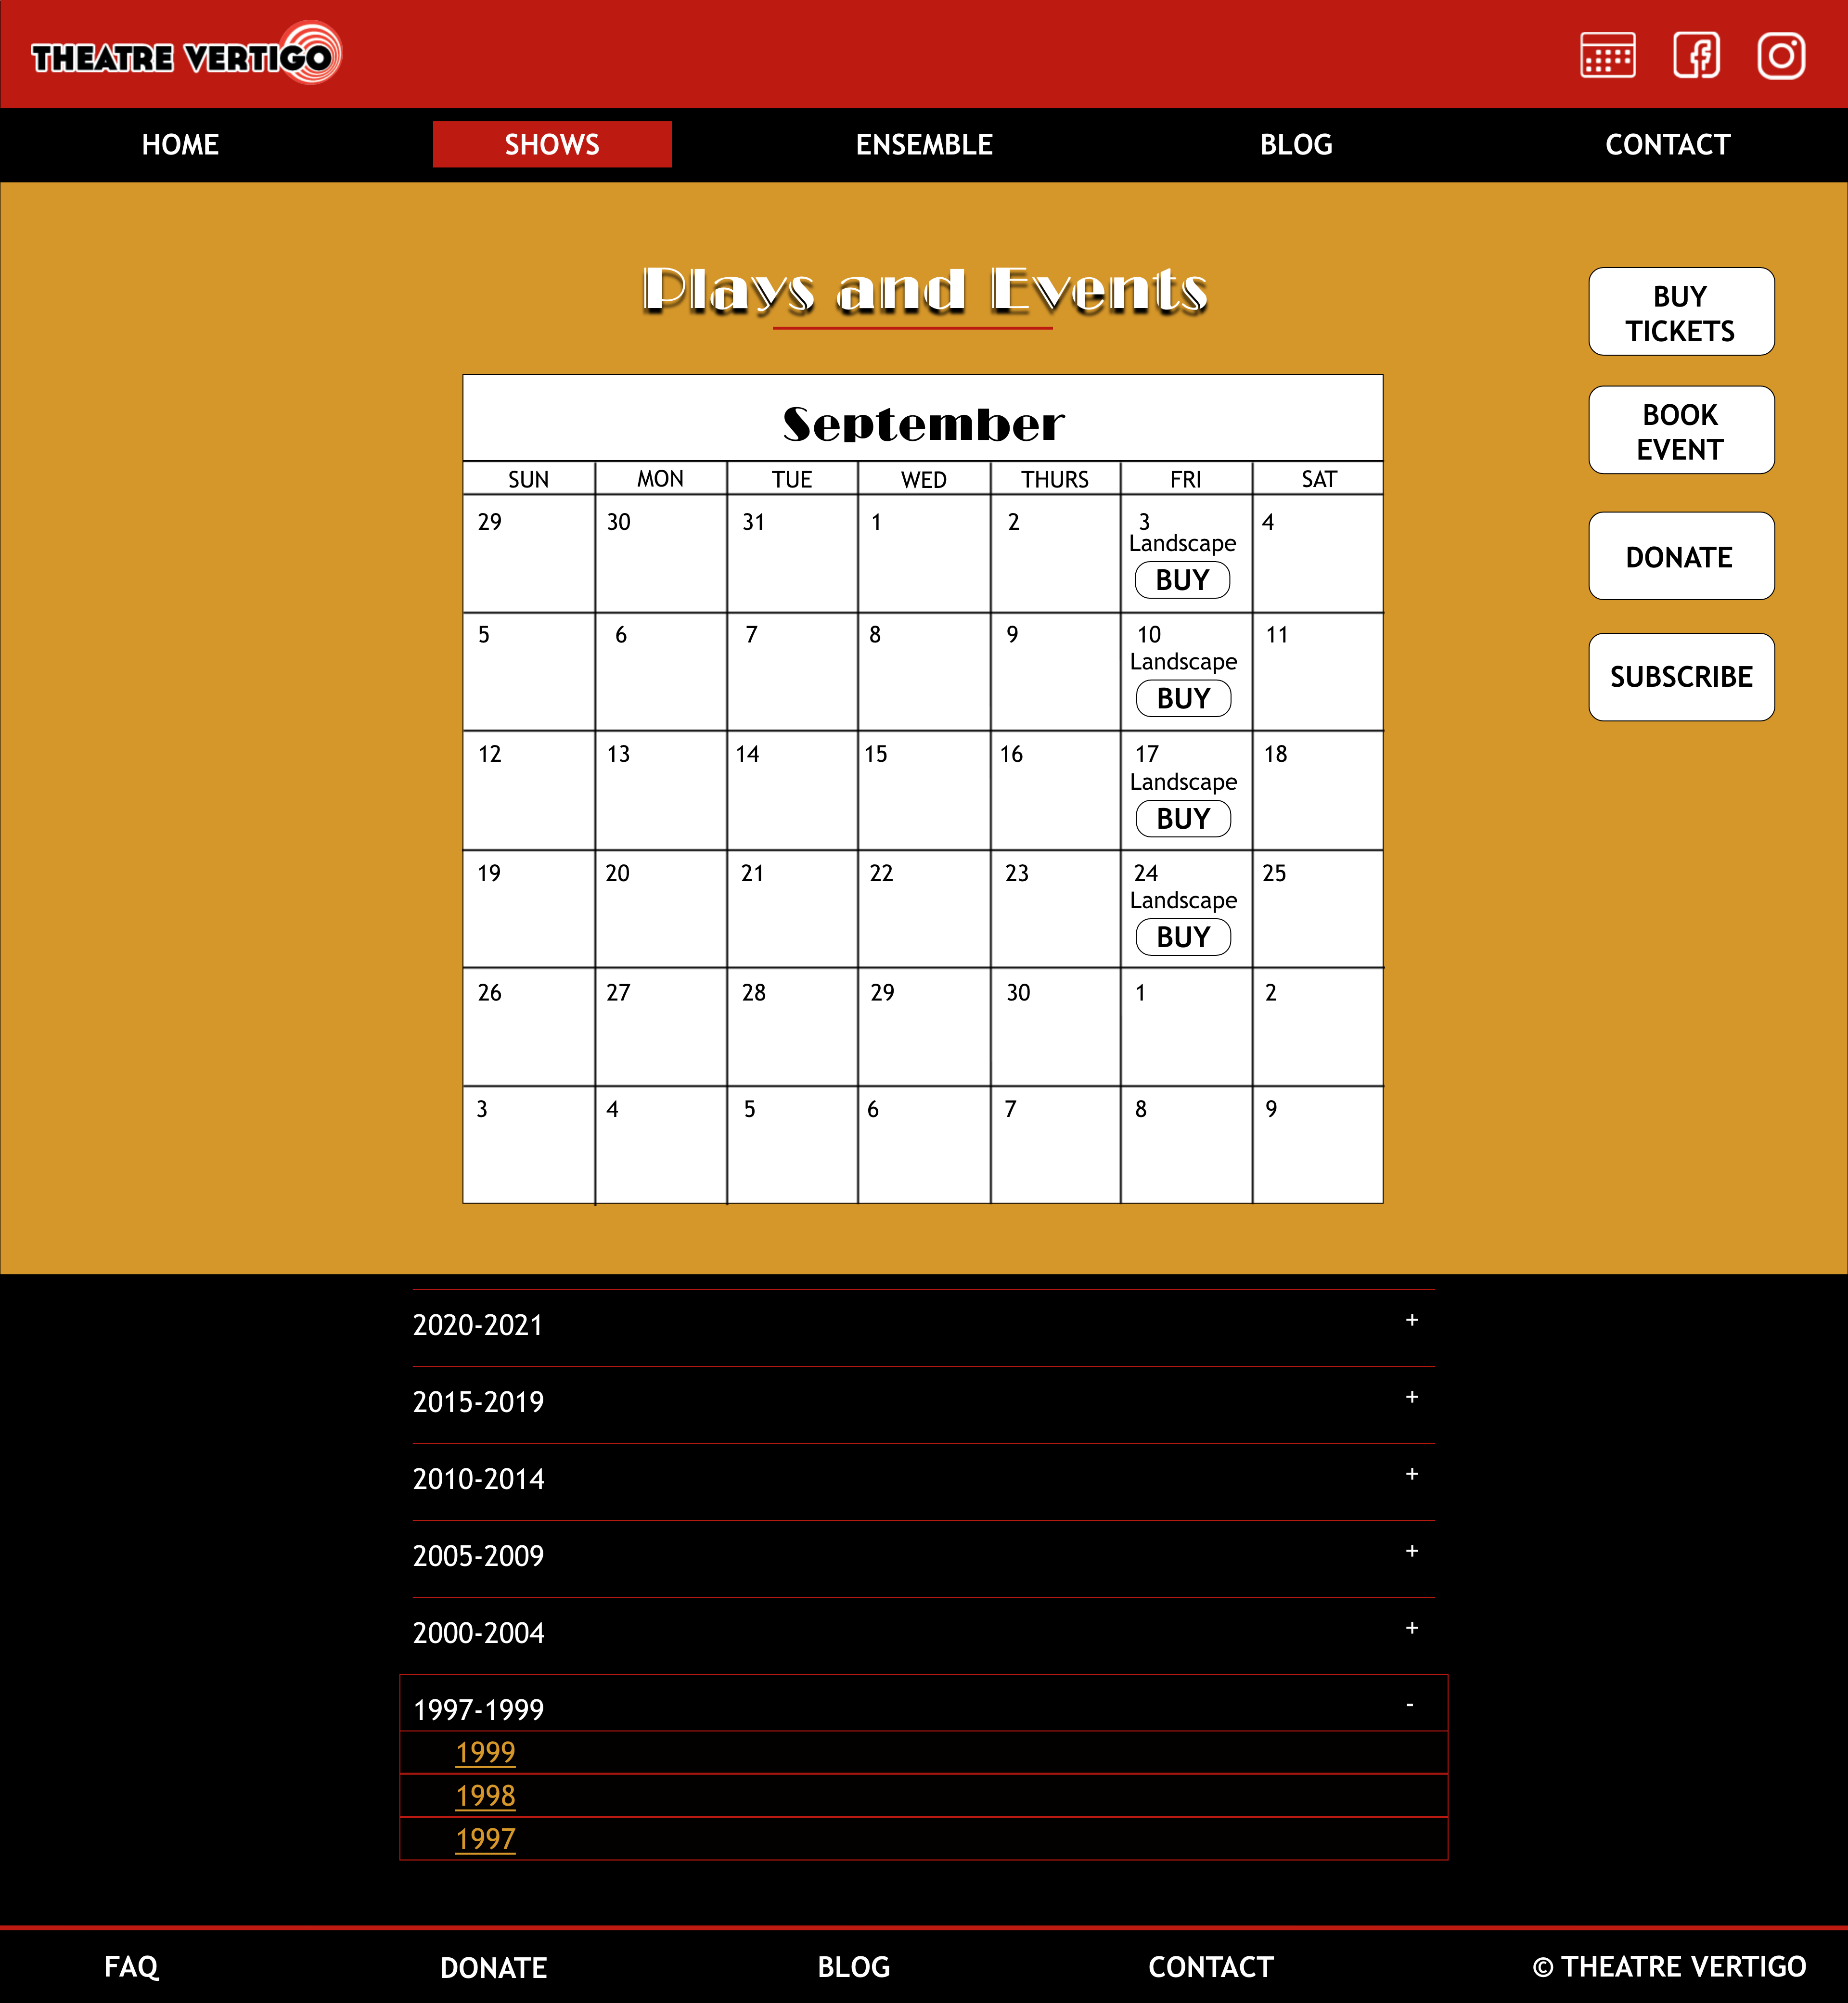 THEATRE VERTIGO
HOME SHOWS ENSEMBLE BLOG CONTACT
Plays and Events
BUY
TICKETS
BOOK
EVENT
DONATE
SUBSCRIBE
September
SUN MON TUE WED THURS FRI SAT
29 30 31 1 2 3 4
Landscape
BUY
5 6 7 8 9 10 11
Landscape
BUY
12 13 14 15 16 17 18
Landscape
BUY
19 20 21 22 23 24 25
Landscape
BUY
26 27 28 29 30 1 2
3 4 5 6 7 8 9
2020-2021 +
2015-2019 +
2010-2014 +
2005-2009 +
2000-2004 +
1997-1999 -
1999
1998
1997
FAQ DONATE BLOG CONTACT © THEATRE VERTIGO